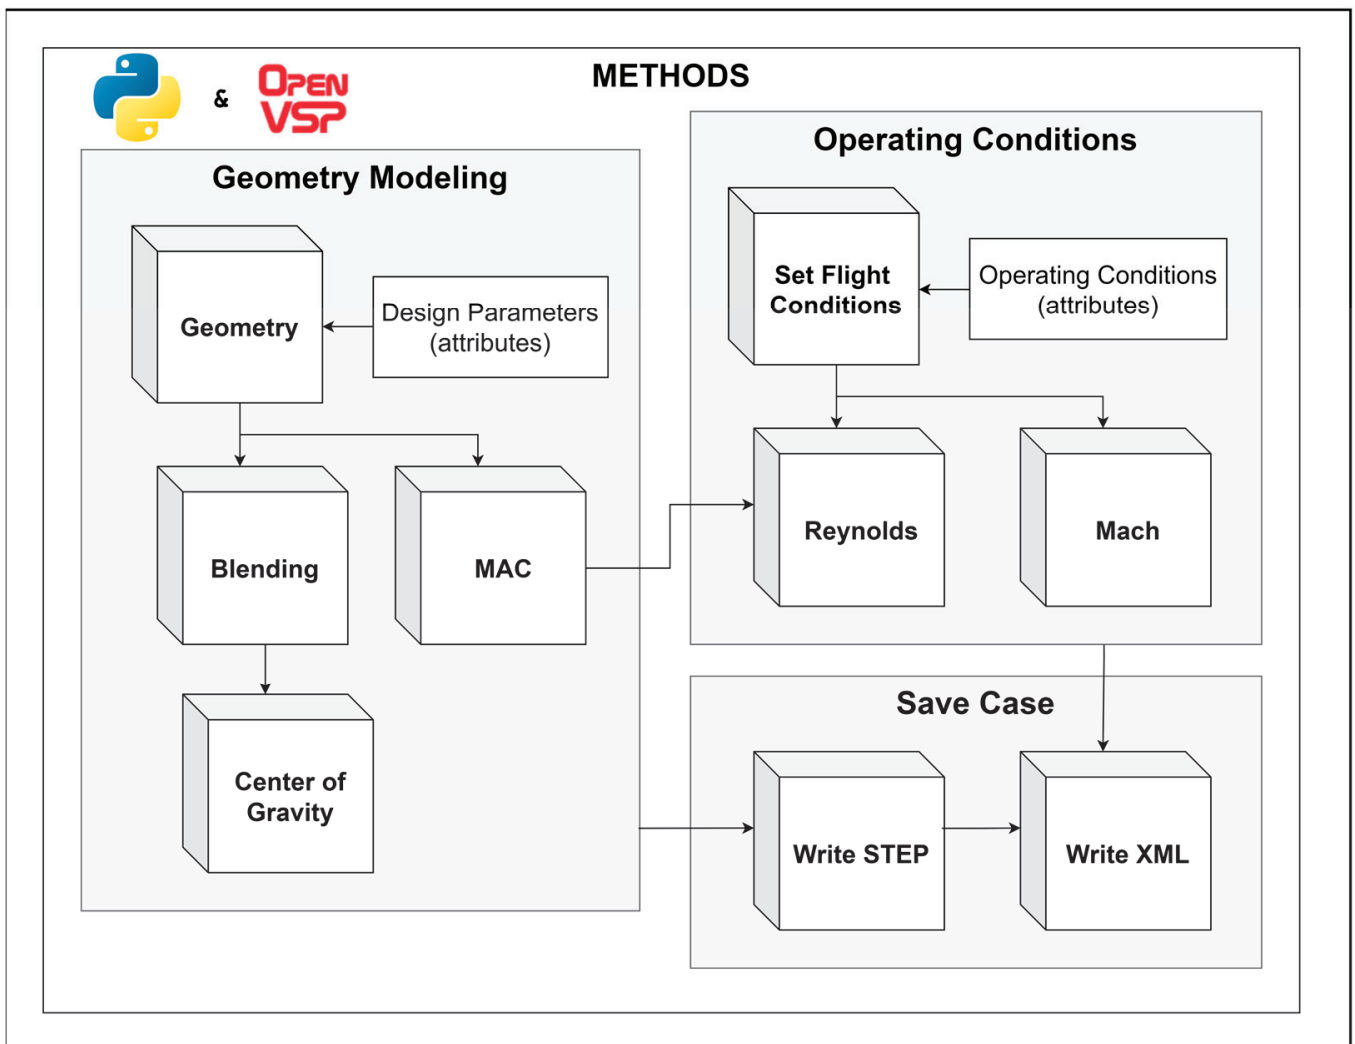 METHODS
&
OPEN
VSP
Geometry Modeling
Geometry
Design Parameters
(attributes)
Blending
MAC
Center of
Gravity
Operating Conditions
Set Flight
Conditions
Operating Conditions
(attributes)
Reynolds
Mach
Save Case
Write STEP
Write XML